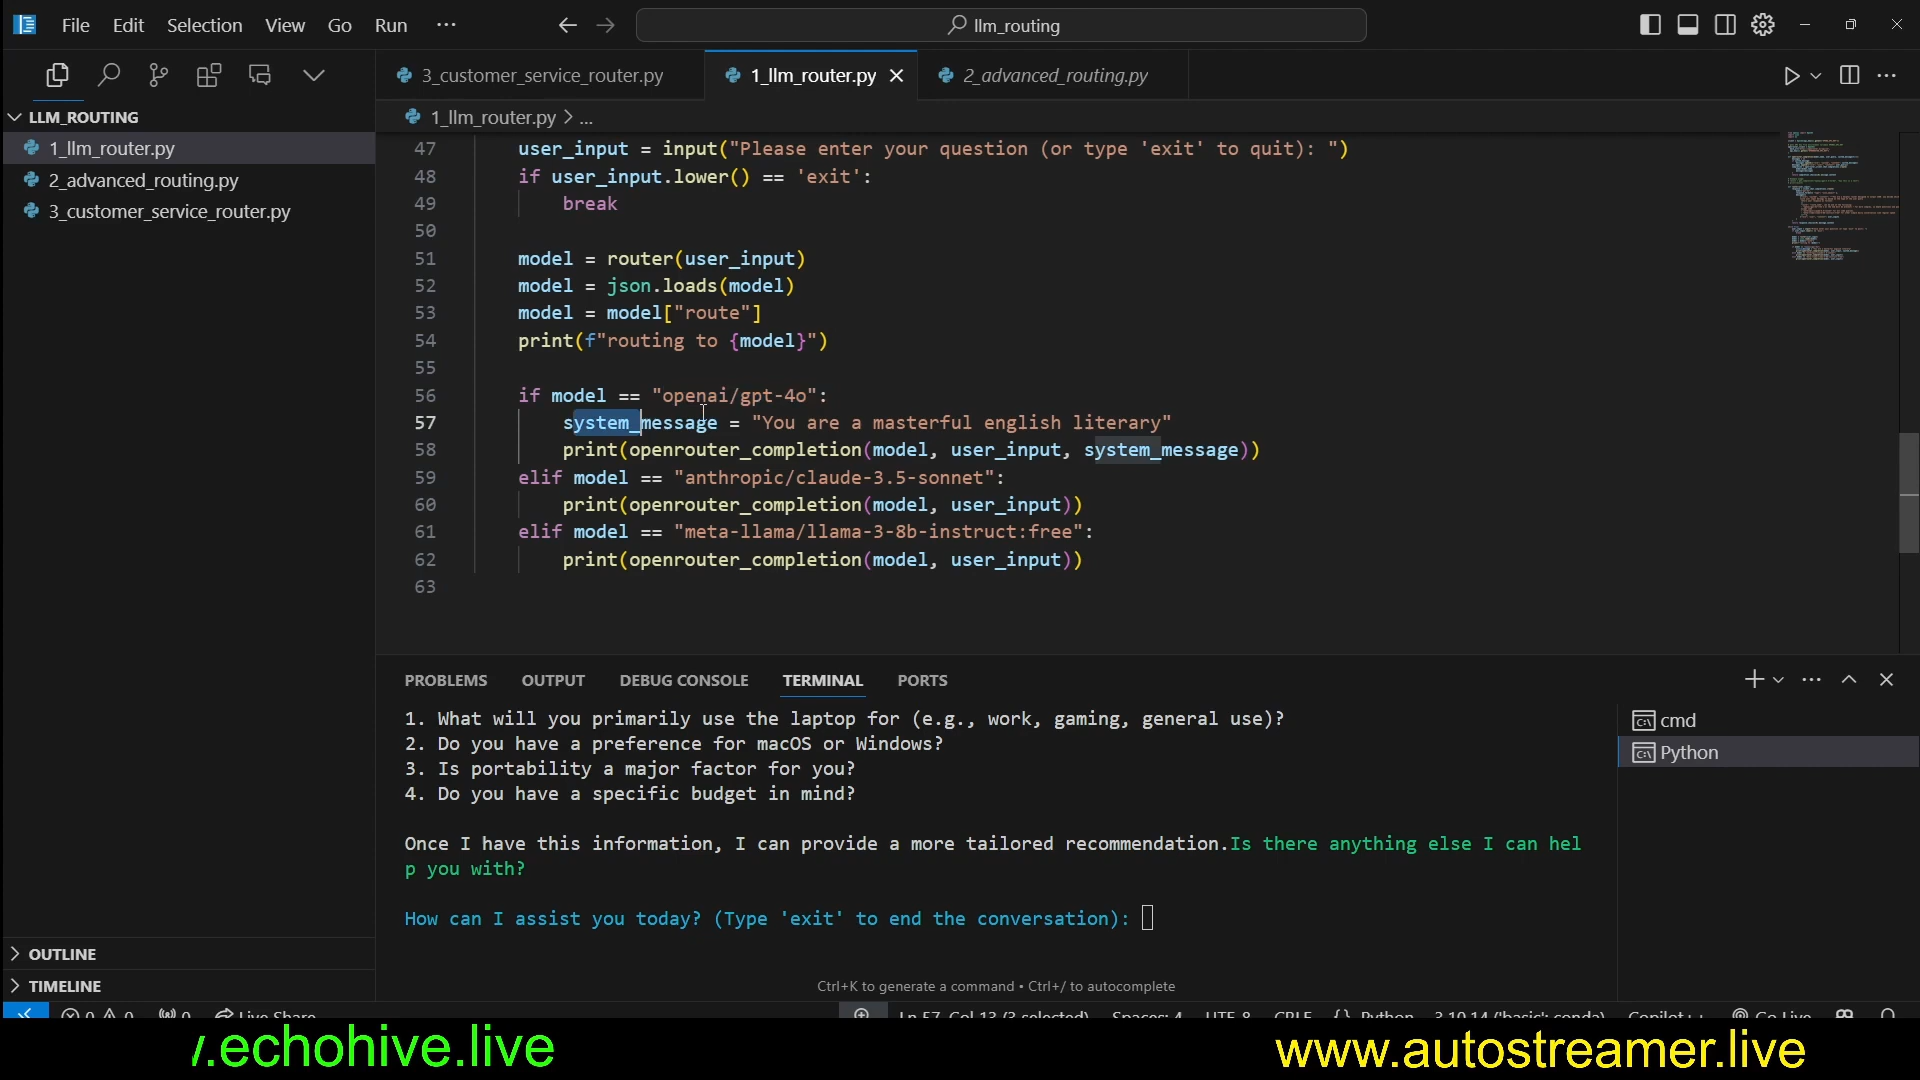 File Edit Selection View Go Run ...
llm_routing
3_customer_service_router.py
1_llm_router.py
2_advanced_routing.py
LLM_ROUTING
1_llm_router.py > ...
1_llm_router.py
2_advanced_routing.py
3_customer_service_router.py
47 user_input = input("Please enter your question (or type 'exit' to quit): ")
48 if user_input.lower() == 'exit':
49 break
50
51 model = router(user_input)
52 model = json.loads(model)
53 model = model["route"]
54 print(f"routing to {model}")
55
56 if model == "openai/gpt-4o":
57 system_message = "You are a masterful english literary"
58 print(openrouter_completion(model, user_input, system_message))
59 elif model == "anthropic/claude-3.5-sonnet":
60 print(openrouter_completion(model, user_input))
61 elif model == "meta-llama/llama-3-8b-instruct:free":
62 print(openrouter_completion(model, user_input))
63
PROBLEMS OUTPUT DEBUG CONSOLE TERMINAL PORTS
1. What will you primarily use the laptop for (e.g., work, gaming, general use)?
2. Do you have a preference for macOS or Windows?
3. Is portability a major factor for you?
4. Do you have a specific budget in mind?
Once I have this information, I can provide a more tailored recommendation.Is there anything else I can hel
p you with?
How can I assist you today? (Type 'exit' to end the conversation):
cmd
Python
Ctrl+K to generate a command • Ctrl+/ to autocomplete
OUTLINE
TIMELINE
0 0 0 Live Share Ln 57, Col 13 (3 selected) Spaces: 4 UTF-8 CRLF {} Python 3.10.14 ('basic': conda) Copilot++ Go Live
.echohive.live
www.autostreamer.live